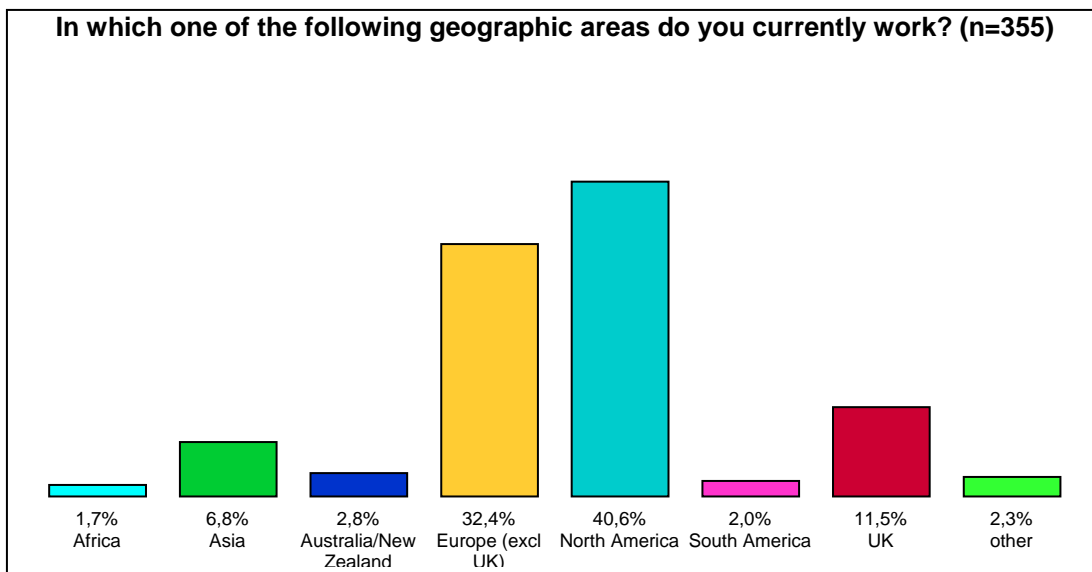 In which one of the following geographic areas do you currently work? (n=355)
1,7% 6,8% 2,8% 32,4% 40,6% 2,0% 11,5% 2,3%
Africa Asia Australia/New Europe (excl North America South America UK other
Zealand UK)